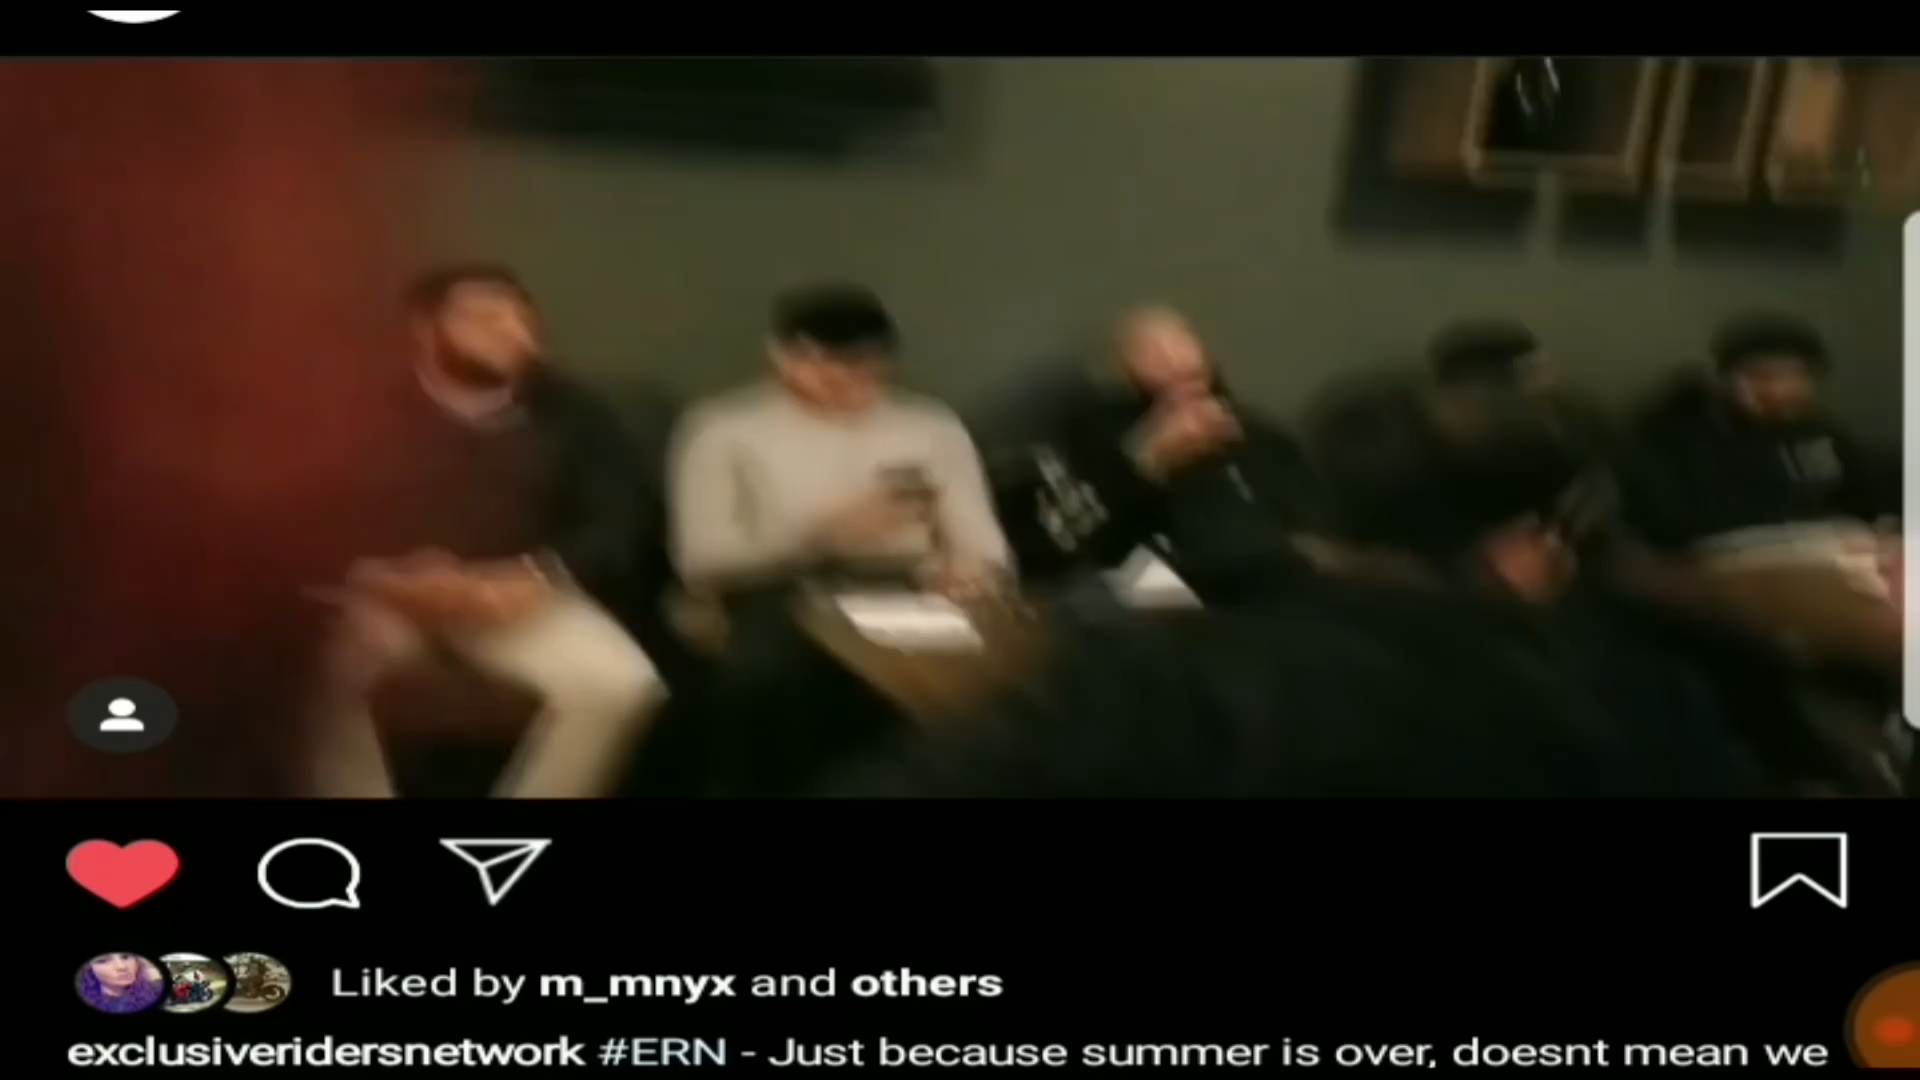 Liked by m_mnyx and others
exclusiveridersnetwork #ERN - Just because summer is over, doesnt mean we